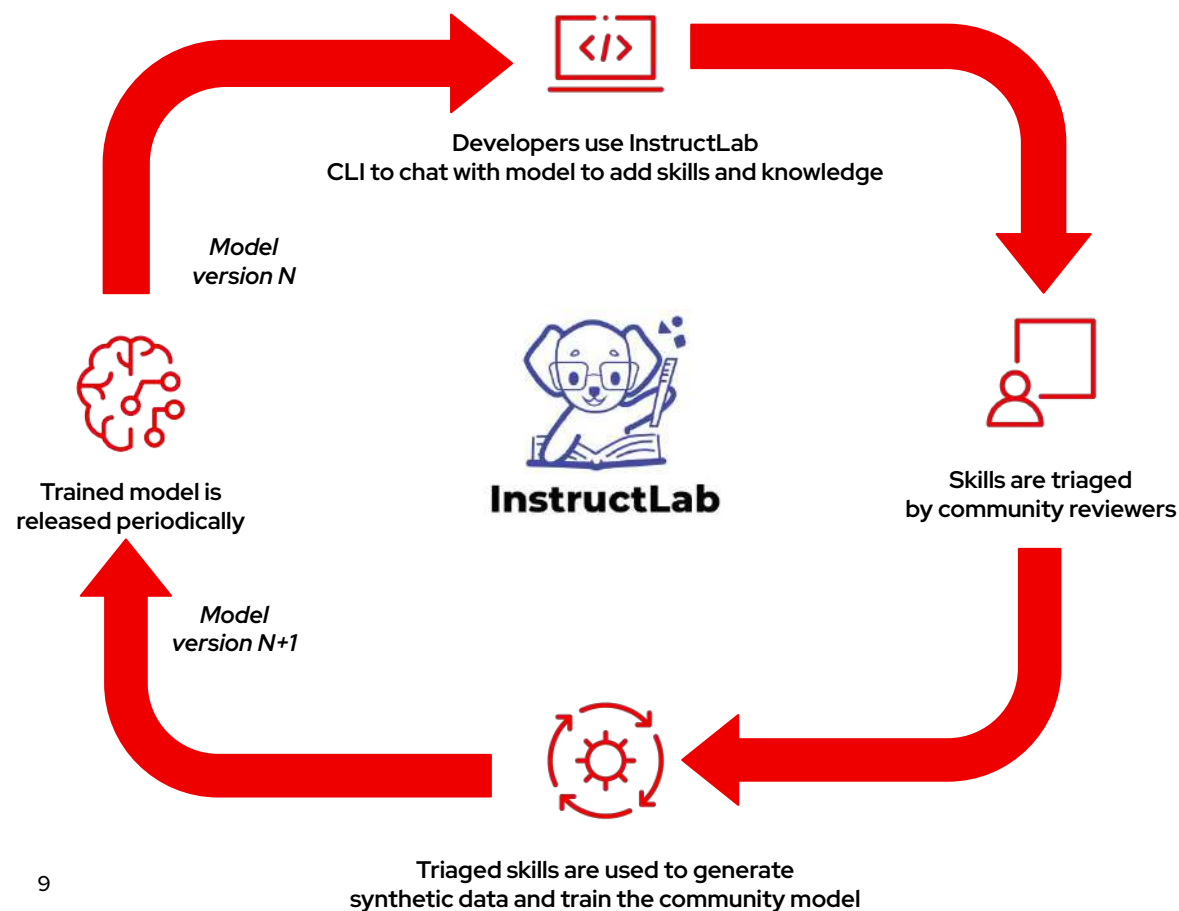 </>
Developers use InstructLab
CLI to chat with model to add skills and knowledge
Model
version N
InstructLab
Trained model is
released periodically
Skills are triaged
by community reviewers
Model
version N+1
Triaged skills are used to generate
synthetic data and train the community model
9